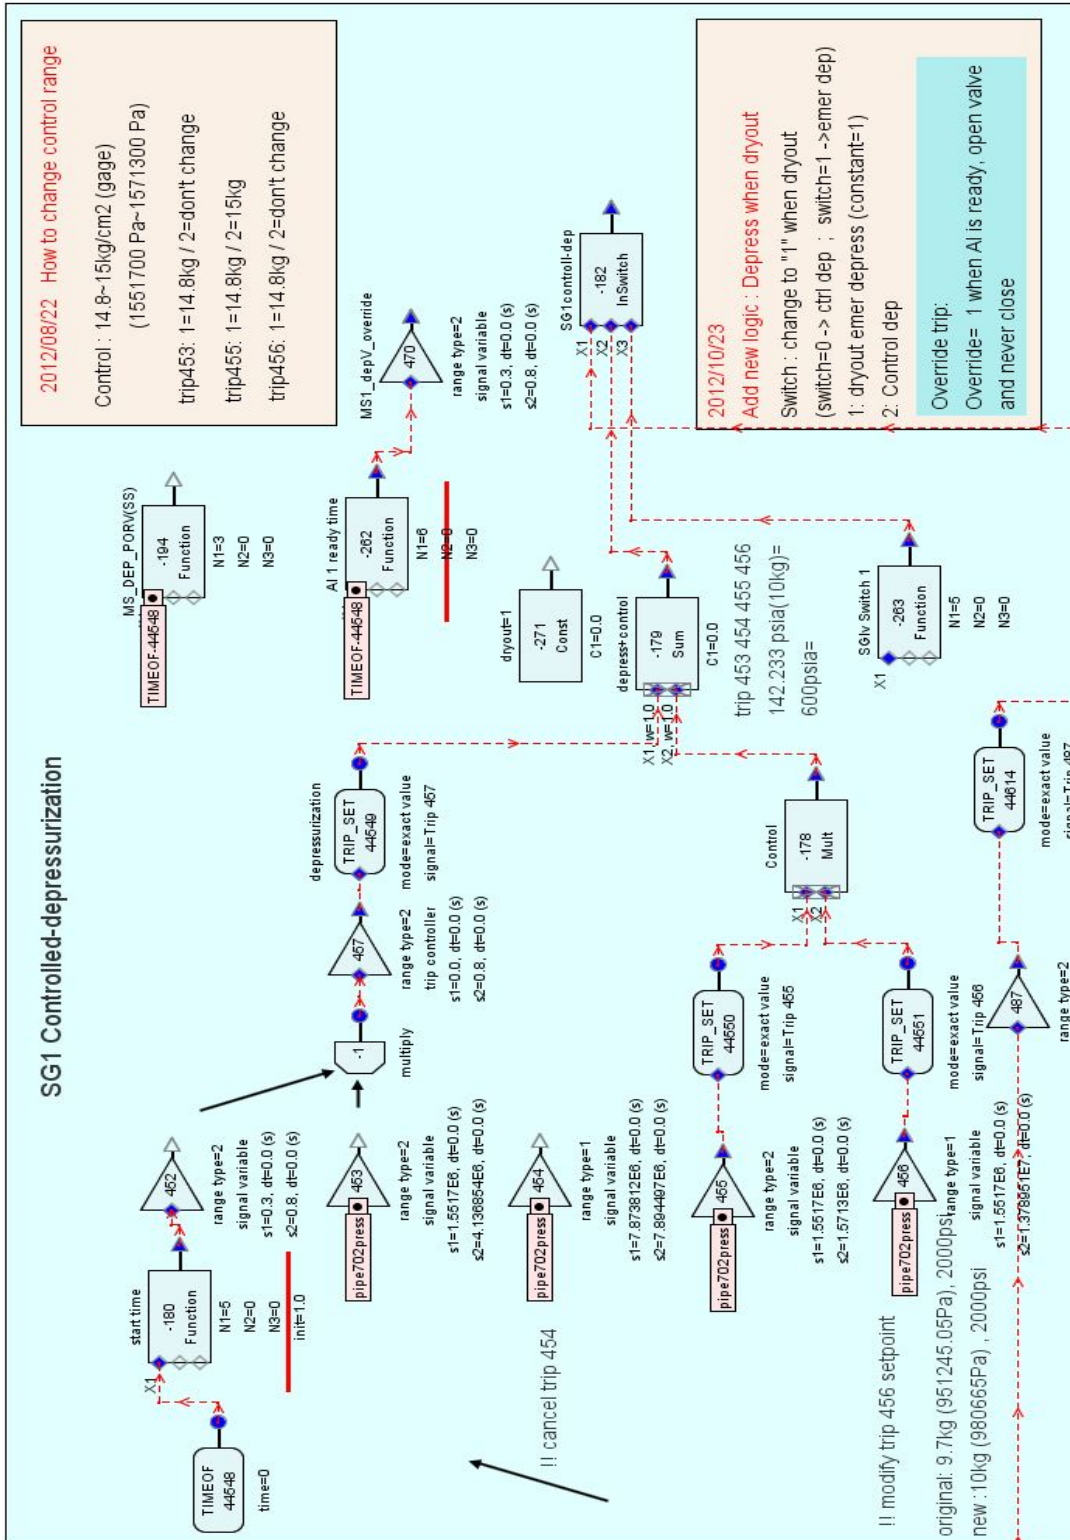 SG1 Controlled-depressurization
2012/08/22 How to change control range
Control : 14.8~15kg/cm2 (gage)
(1551700 Pa~1571300 Pa)
trip453: 1=14.8kg / 2=don't change
trip455: 1=14.8kg / 2=15kg
trip456: 1=14.8kg / 2=don't change
TIMEOF
44548
time=0
X1
start time
-180
Function
N1=5
N2=0
N3=0
init=1.0
452
range type=2
signal variable
s1=0.3, dt=0.0 (s)
s2=0.8, dt=0.0 (s)
MS_DEP_PORV(SS)
TIMEOF-44548
-194
Function
N1=3
N2=0
N3=0
AI 1 ready time
TIMEOF-44548
-262
Function
N1=6
N2=0
N3=0
MS1_depV_override
470
range type=2
signal variable
s1=0.3, dt=0.0 (s)
s2=0.8, dt=0.0 (s)
pipe702press
453
range type=2
signal variable
s1=1.5517E6, dt=0.0 (s)
s2=4.136854E6, dt=0.0 (s)
-1
multiply
457
range type=2
trip controller
s1=0.0, dt=0.0 (s)
s2=0.8, dt=0.0 (s)
depressurization
TRIP_SET
44549
mode=exact value
signal=Trip 457
dryout=1
-271
Const
C1=0.0
!! cancel trip 454
pipe702press
454
range type=1
signal variable
s1=7.873812E6, dt=0.0 (s)
s2=7.884497E6, dt=0.0 (s)
depress+control
X1, w=1.0
X2, w=1.0
-179
Sum
C1=0.0
SG1controll-dep
X1
X2
X3
-182
InSwitch
trip 453 454 455 456
142.233 psia(10kg)=
600psia=
pipe702press
455
range type=2
signal variable
s1=1.5517E6, dt=0.0 (s)
s2=1.5713E6, dt=0.0 (s)
TRIP_SET
44550
mode=exact value
signal=Trip 455
Control
X1
X2
-178
Mult
SGlv Switch 1
X1
-263
Function
N1=5
N2=0
N3=0
2012/10/23
Add new logic : Depress when dryout
Switch : change to "1" when dryout
(switch=0 -> ctrl dep ; switch=1 ->emer dep)
1: dryout emer depress (constant=1)
2: Control dep
Override trip:
Override= 1 when AI is ready, open valve
and never close
!! modify trip 456 setpoint
original: 9.7kg (951245.05Pa), 2000psi
new :10kg (980665Pa) , 2000psi
pipe702press
456
range type=1
signal variable
s1=1.5517E6, dt=0.0 (s)
s2=1.378951E7, dt=0.0 (s)
TRIP_SET
44551
mode=exact value
signal=Trip 456
487
range type=2
TRIP_SET
44614
mode=exact value
signal=Trip 487